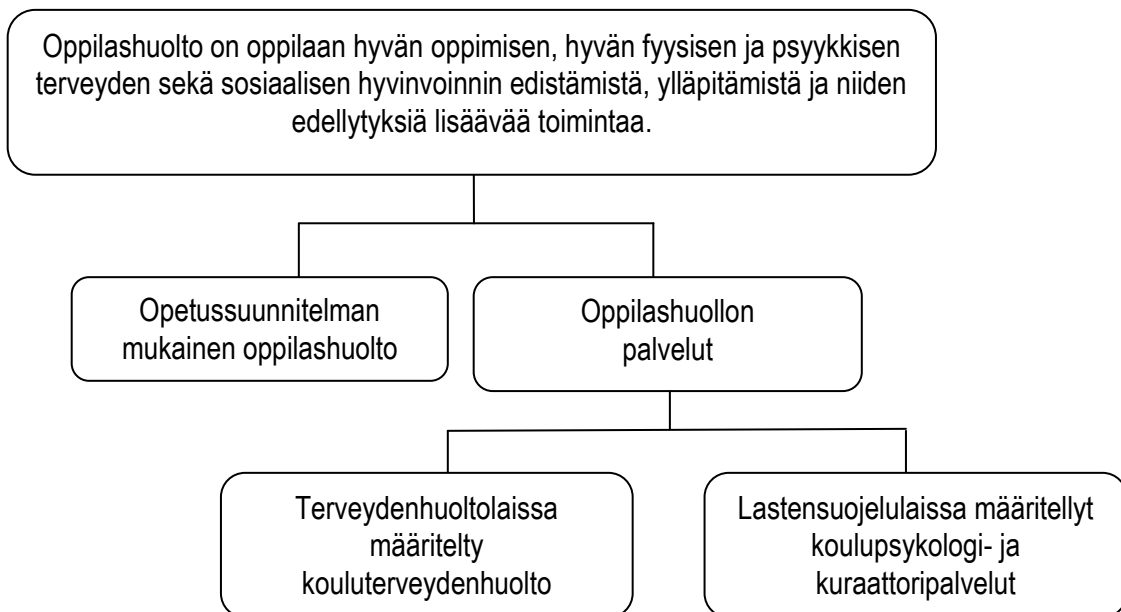 Oppilashuolto on oppilaan hyvän oppimisen, hyvän fyysisen ja psyykkisen
terveyden sekä sosiaalisen hyvinvoinnin edistämistä, ylläpitämistä ja niiden
edellytyksiä lisäävää toimintaa.
Opetussuunnitelman
mukainen oppilashuolto
Oppilashuollon
palvelut
Terveydenhuoltolaissa
määritelty
kouluterveydenhuolto
Lastensuojelulaissa määritellyt
koulupsykologi- ja
kuraattoripalvelut